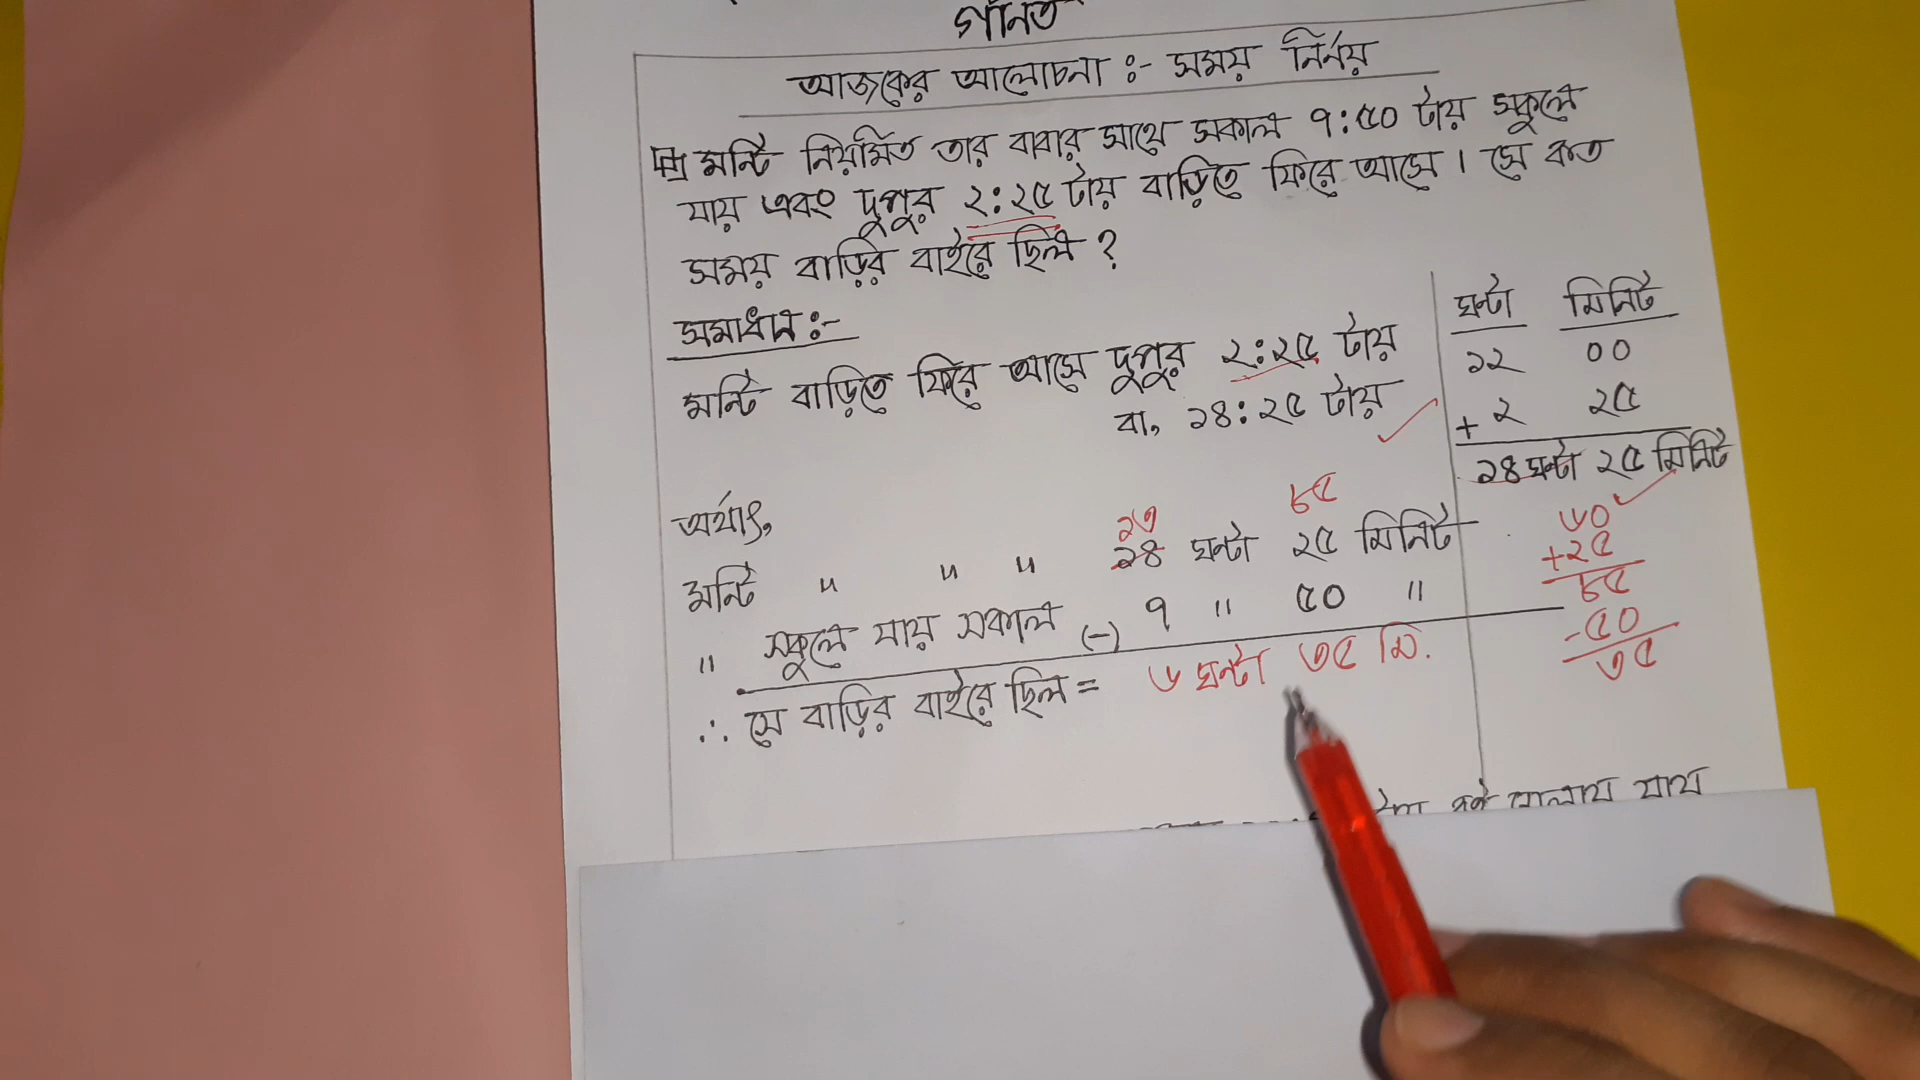 গনিত
আজকের আলোচনা :- সময় নির্নয়
প্রঃ মন্টি নিয়মিত তার বাবার সাথে সকাল ৭:৫০ টায় স্কুলে
যায় এবং দুপুর ২:২৫ টায় বাড়িতে ফিরে আসে । সে কত
সময় বাড়ির বাইরে ছিল ?
সমাধান :-
মন্টি বাড়িতে ফিরে আসে দুপুর ২:২৫ টায়
বা, ১৪:২৫ টায়
ঘন্টা মিনিট
১২ ০০
+ ২ ২৫
১৪ ঘন্টা ২৫ মিনিট
অর্থাৎ,
১৩ ৮৫
মন্টি " " " ১৪ ঘন্টা ২৫ মিনিট
" স্কুলে যায় সকাল (-) ৭ " ৫০ "
∴ সে বাড়ির বাইরে ছিল = ৬ ঘন্টা ৩৫ মি.
৬০
+২৫
৮৫
-৫০
৩৫